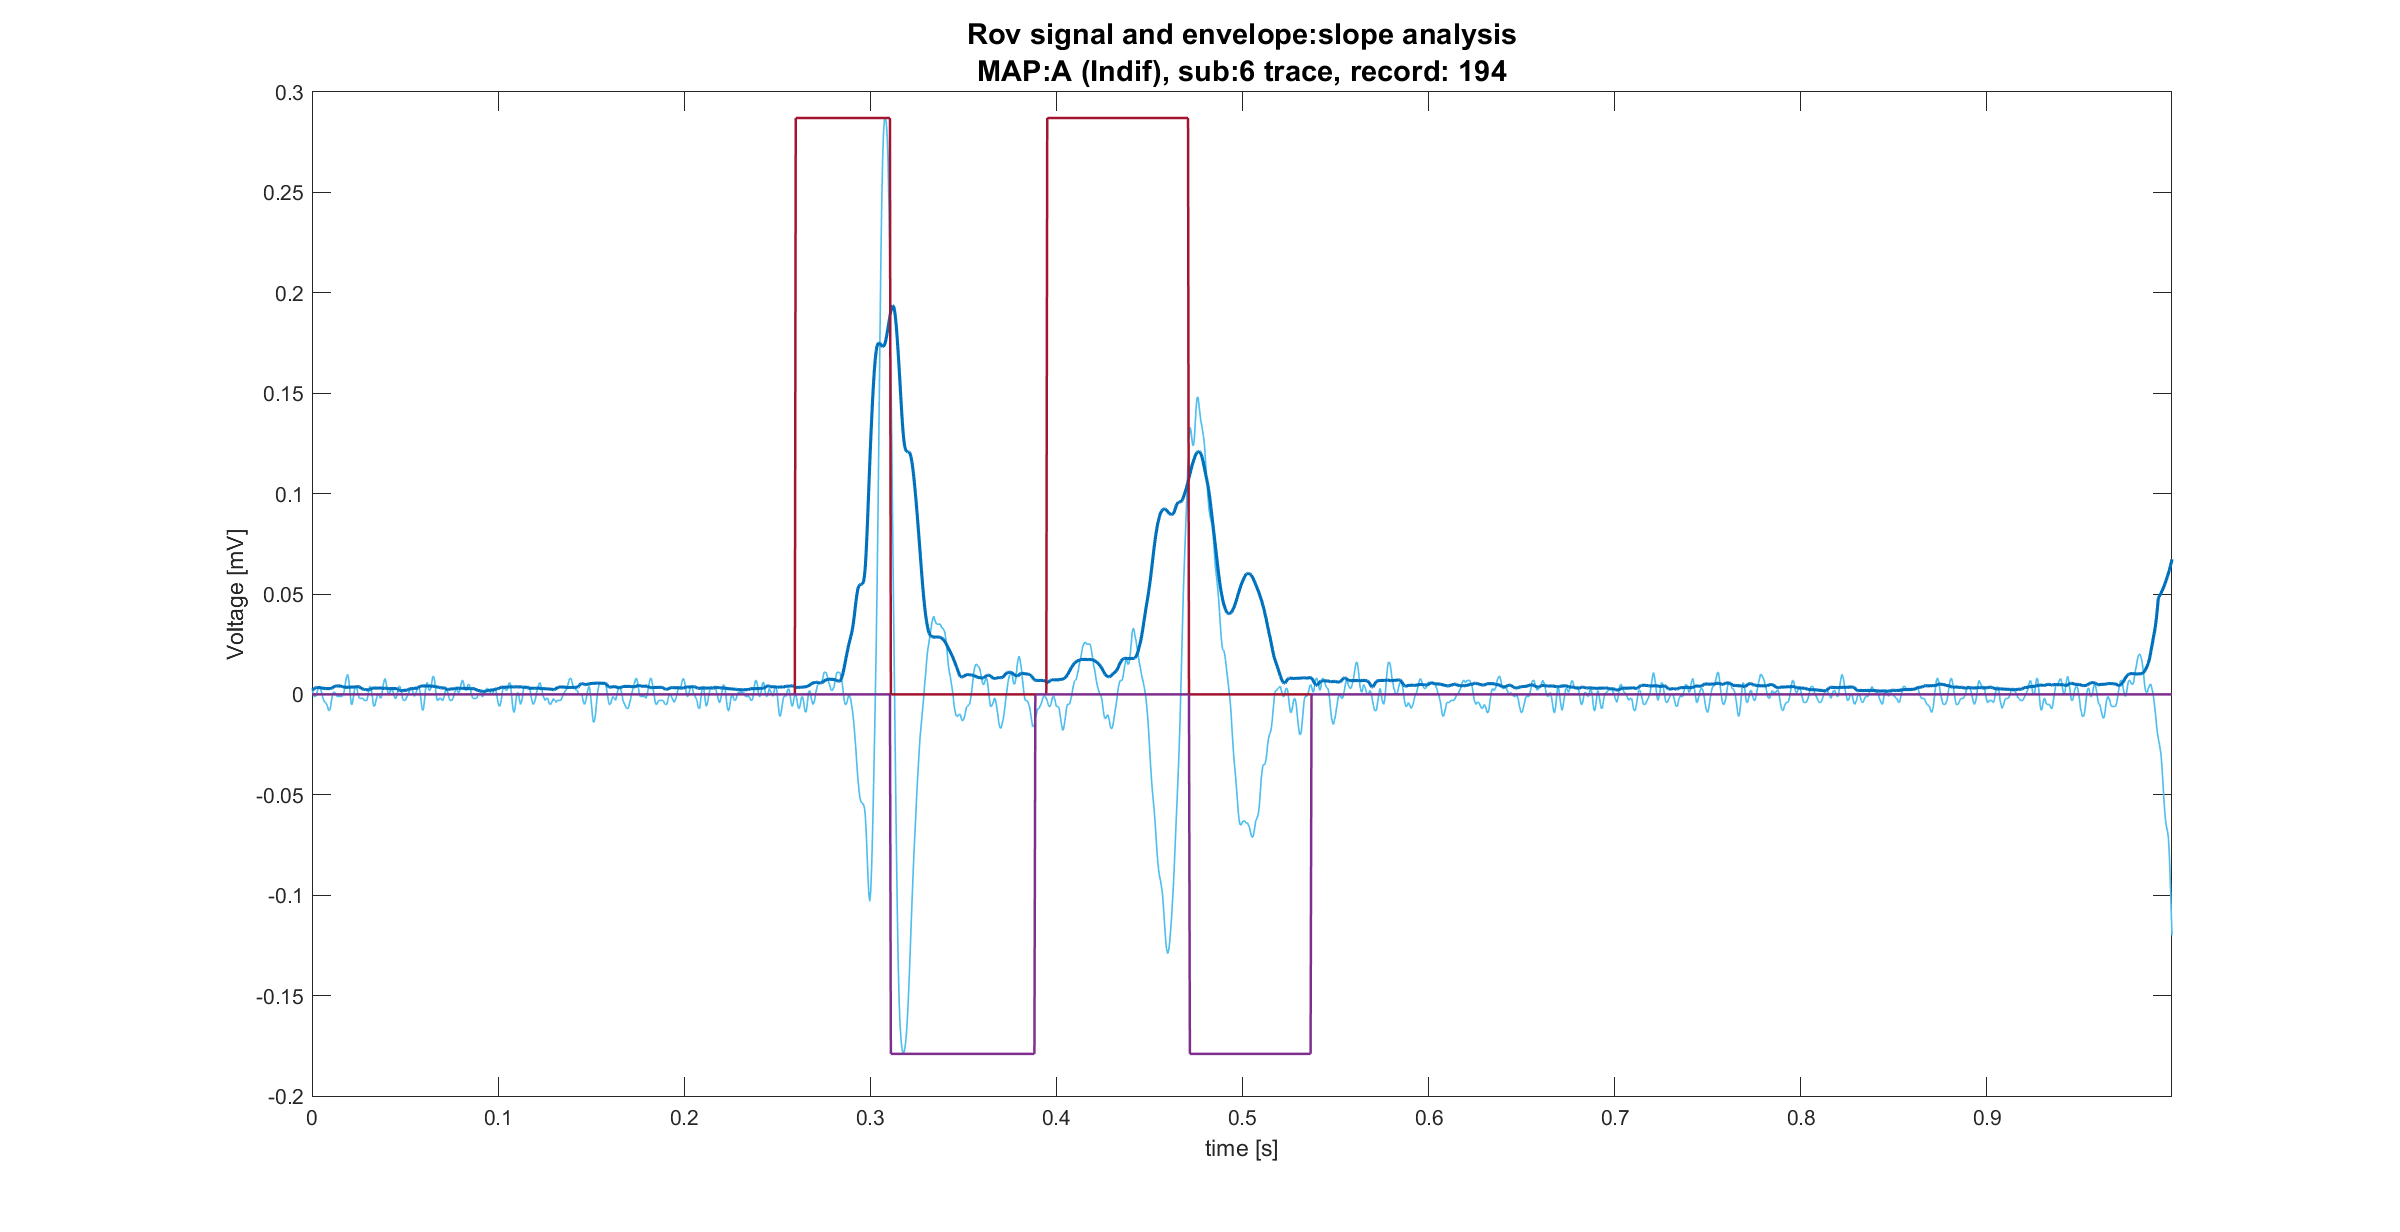 Rov signal and envelope:slope analysis
MAP:A (Indif), sub:6 trace, record: 194
0.3
0.25
0.2
0.15
0.1
0.05
0
-0.05
-0.1
-0.15
-0.2
Voltage [mV]
0 0.1 0.2 0.3 0.4 0.5 0.6 0.7 0.8 0.9
time [s]